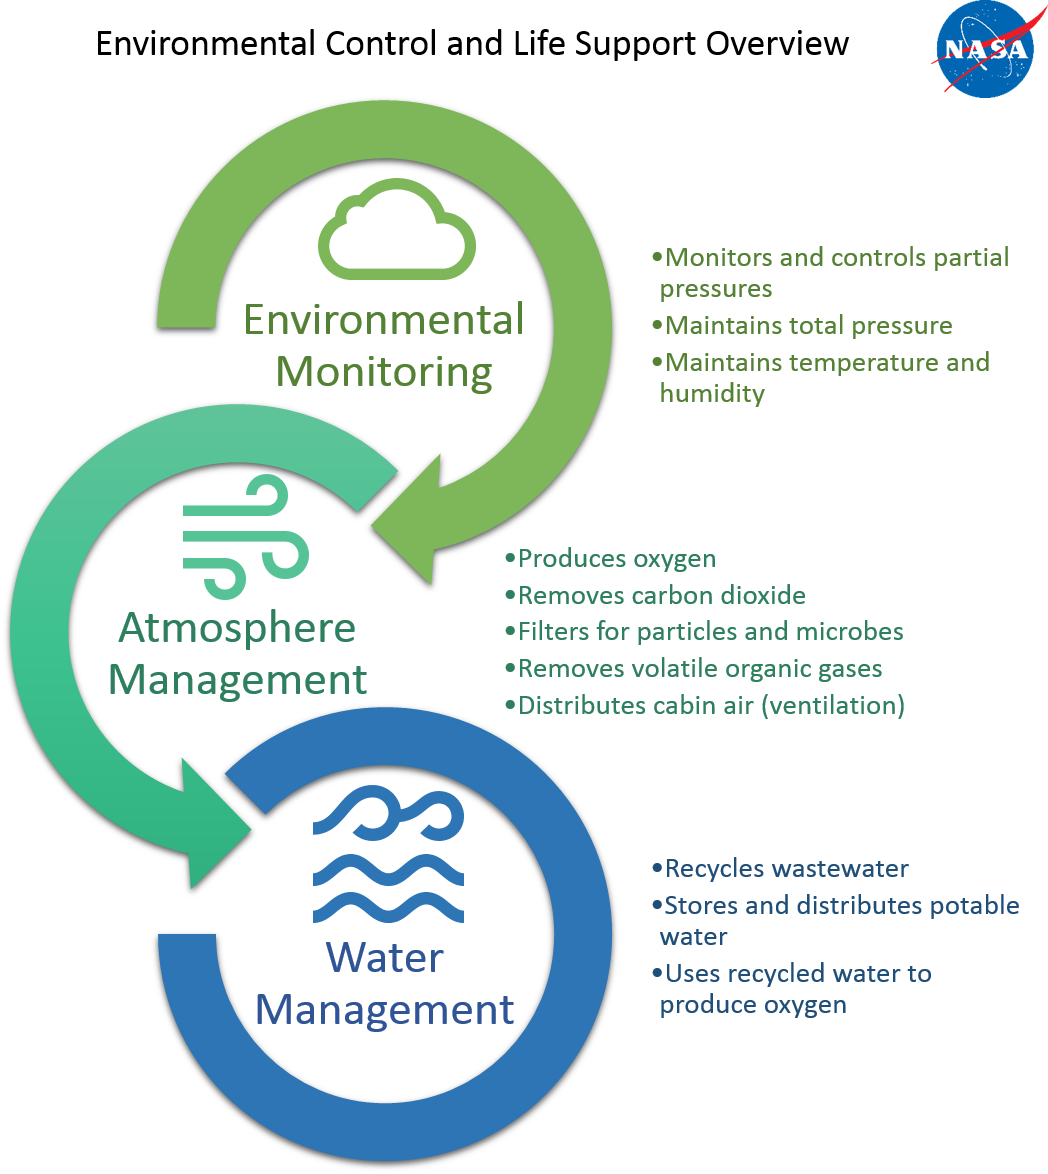 Environmental Control and Life Support Overview
NASA
Environmental
Monitoring
•Monitors and controls partial
pressures
•Maintains total pressure
•Maintains temperature and
humidity
Atmosphere
Management
•Produces oxygen
•Removes carbon dioxide
•Filters for particles and microbes
•Removes volatile organic gases
•Distributes cabin air (ventilation)
Water
Management
•Recycles wastewater
•Stores and distributes potable
water
•Uses recycled water to
produce oxygen